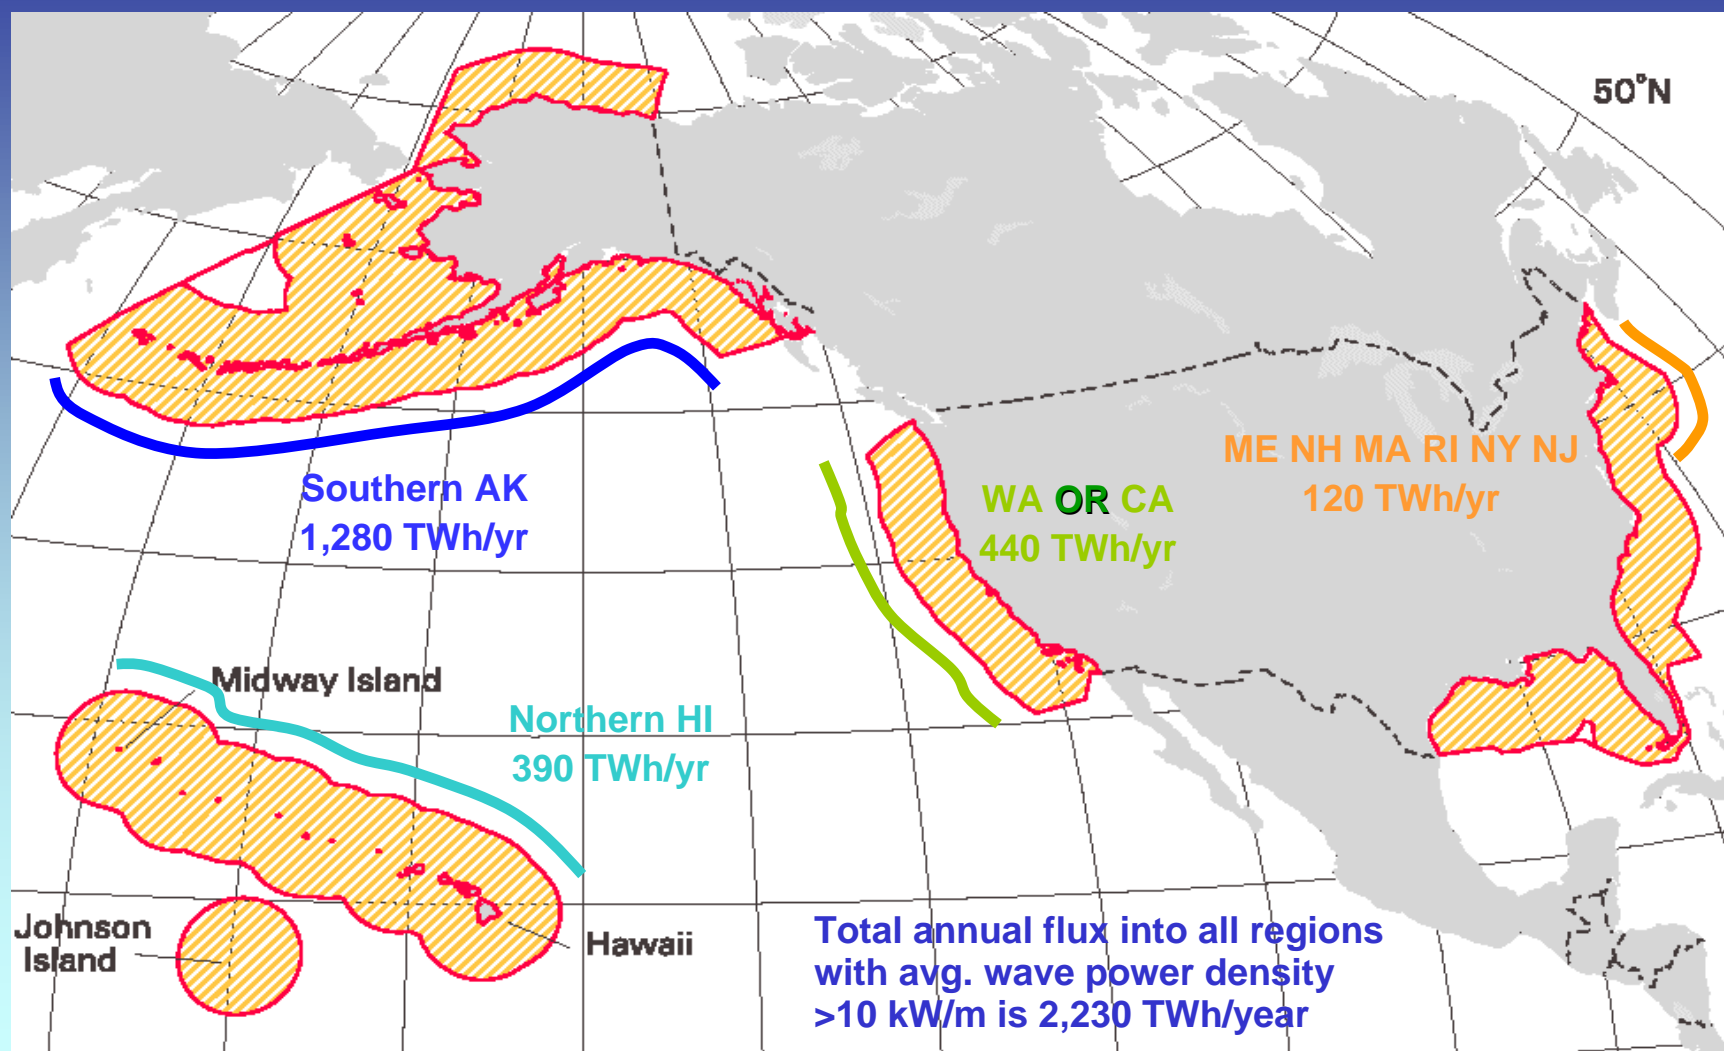 50°N
ME NH MA RI NY NJ
120 TWh/yr
Southern AK
1,280 TWh/yr
WA OR CA
440 TWh/yr
Midway Island
Northern HI
390 TWh/yr
Johnson
Island
Hawaii
Total annual flux into all regions
with avg. wave power density
>10 kW/m is 2,230 TWh/year